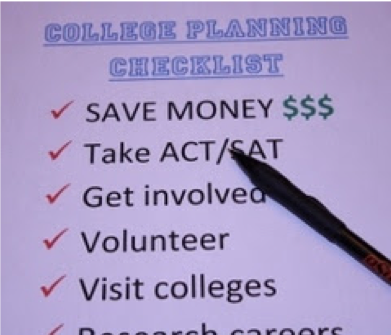 COLLEGE PLANNING
CHECKLIST
✓ SAVE MONEY $$$
✓ Take ACT/SAT
✓ Get involved
✓ Volunteer
✓ Visit colleges
✓ Research careers